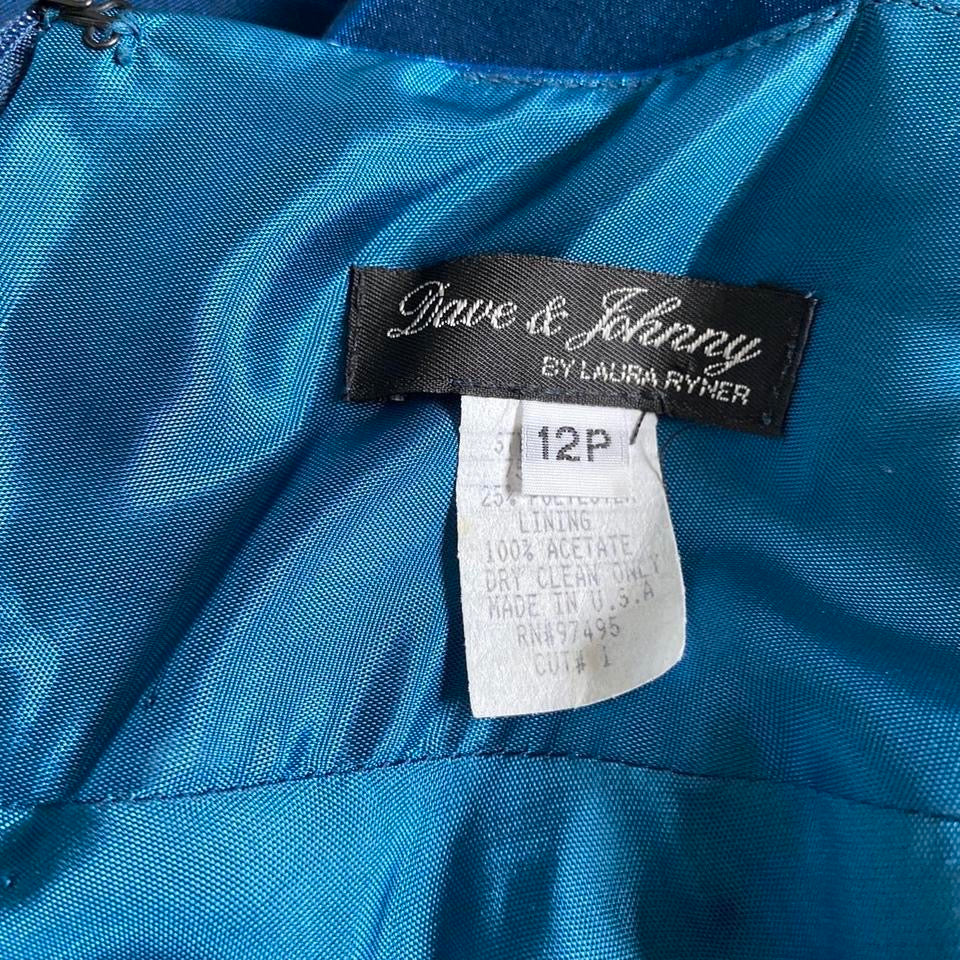 Dave & Johnny
BY LAURA RYNER
12P
25% POLYESTER
LINING
100% ACETATE
DRY CLEAN ONLY
MADE IN U.S.A
RN#97495
CUT# 1